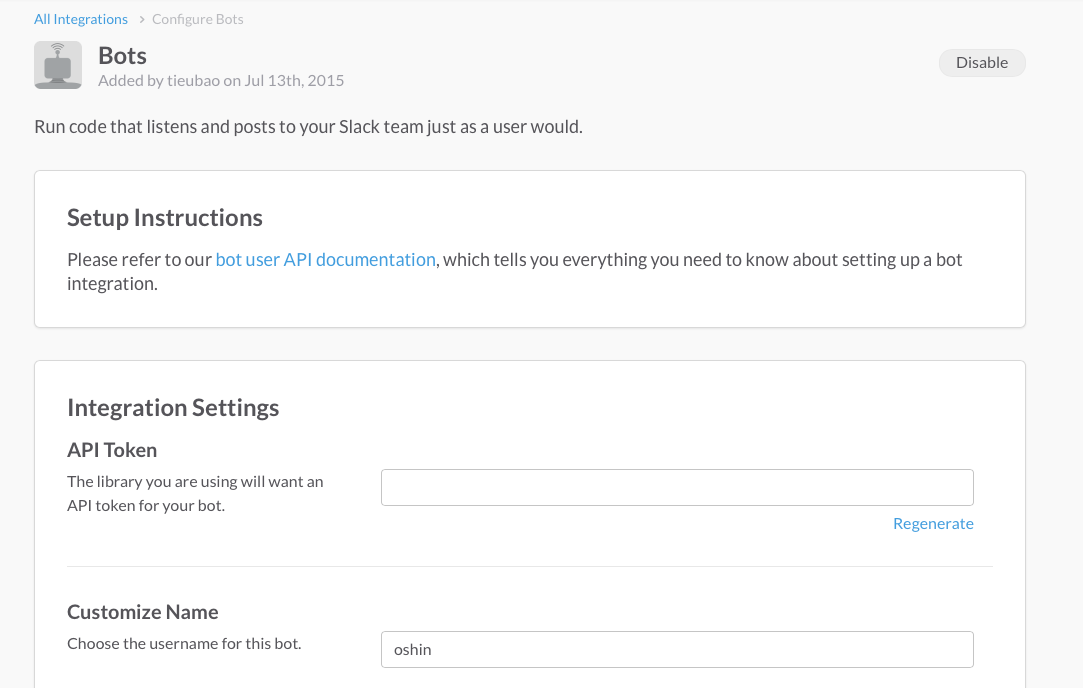 All Integrations > Configure Bots
Bots
Added by tieubao on Jul 13th, 2015
Disable
Run code that listens and posts to your Slack team just as a user would.
Setup Instructions
Please refer to our bot user API documentation, which tells you everything you need to know about setting up a bot
integration.
Integration Settings
API Token
The library you are using will want an
API token for your bot.
Regenerate
Customize Name
Choose the username for this bot.
oshin